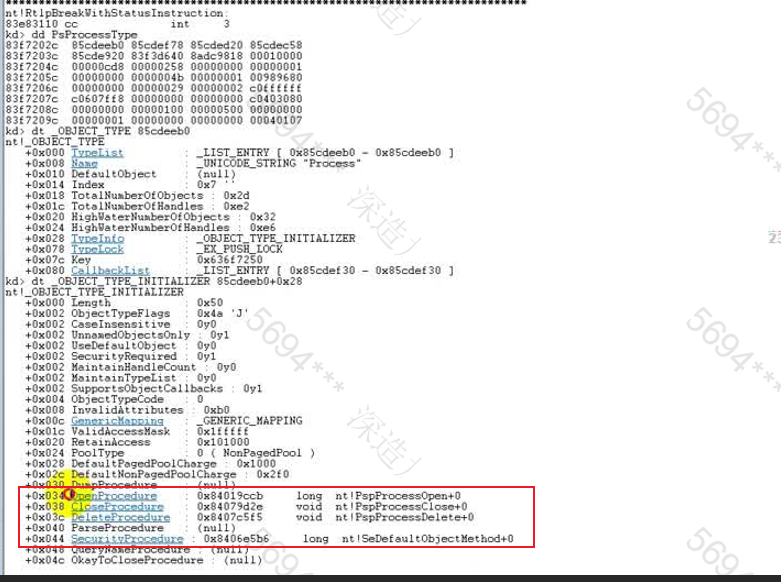 *******************************************************************************
nt!RtlpBreakWithStatusInstruction:
83e83110 cc              int     3
kd> dd PsProcessType
83f7202c  85cdeeb0 85cdef78 85cded20 85cdec58
83f7203c  85cde920 83f3d640 8adc9818 00010000
83f7204c  00000cd8 00000258 00000000 00000001
83f7205c  00000000 0000004b 00000001 00989680
83f7206c  00000000 00000029 00000002 c0ffffff
83f7207c  c0607ff8 00000000 00000000 c0403080
83f7208c  00000000 00000100 00000500 00000000
83f7209c  00000001 00000000 00000000 00040107
kd> dt _OBJECT_TYPE 85cdeeb0
nt!_OBJECT_TYPE
+0x000 TypeList : _LIST_ENTRY [ 0x85cdeeb0 - 0x85cdeeb0 ]
+0x008 Name : _UNICODE_STRING "Process"
+0x010 DefaultObject : (null)
+0x014 Index : 0x7 ''
+0x018 TotalNumberOfObjects : 0x2d
+0x01c TotalNumberOfHandles : 0xe2
+0x020 HighWaterNumberOfObjects : 0x32
+0x024 HighWaterNumberOfHandles : 0xe6
+0x028 TypeInfo : _OBJECT_TYPE_INITIALIZER
+0x078 TypeLock : _EX_PUSH_LOCK
+0x07c Key : 0x636f7250
+0x080 CallbackList : _LIST_ENTRY [ 0x85cdef30 - 0x85cdef30 ]
kd> dt _OBJECT_TYPE_INITIALIZER 85cdeeb0+0x28
nt!_OBJECT_TYPE_INITIALIZER
+0x000 Length : 0x50
+0x002 ObjectTypeFlags : 0x4a 'J'
+0x002 CaseInsensitive : 0y0
+0x002 UnnamedObjectsOnly : 0y1
+0x002 UseDefaultObject : 0y0
+0x002 SecurityRequired : 0y1
+0x002 MaintainHandleCount : 0y0
+0x002 MaintainTypeList : 0y0
+0x002 SupportsObjectCallbacks : 0y1
+0x004 ObjectTypeCode : 0
+0x008 InvalidAttributes : 0xb0
+0x00c GenericMapping : _GENERIC_MAPPING
+0x01c ValidAccessMask : 0x1fffff
+0x020 RetainAccess : 0x101000
+0x024 PoolType : 0 ( NonPagedPool )
+0x028 DefaultPagedPoolCharge : 0x1000
+0x02c DefaultNonPagedPoolCharge : 0x2f0
+0x030 DumpProcedure : (null)
+0x034 OpenProcedure : 0x84019ccb long nt!PspProcessOpen+0
+0x038 CloseProcedure : 0x84079d2e void nt!PspProcessClose+0
+0x03c DeleteProcedure : 0x8407c5f5 void nt!PspProcessDelete+0
+0x040 ParseProcedure : (null)
+0x044 SecurityProcedure : 0x8406e5b6 long nt!SeDefaultObjectMethod+0
+0x048 QueryNameProcedure : (null)
+0x04c OkayToCloseProcedure : (null)
5694***
深造
5694***
深造
5694***
5694***
5694***